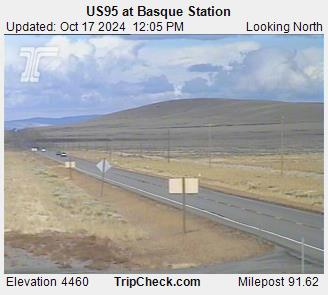 US95 at Basque Station
Updated: Oct 17 2024 12:05 PM Looking North
Elevation 4460 TripCheck.com Milepost 91.62